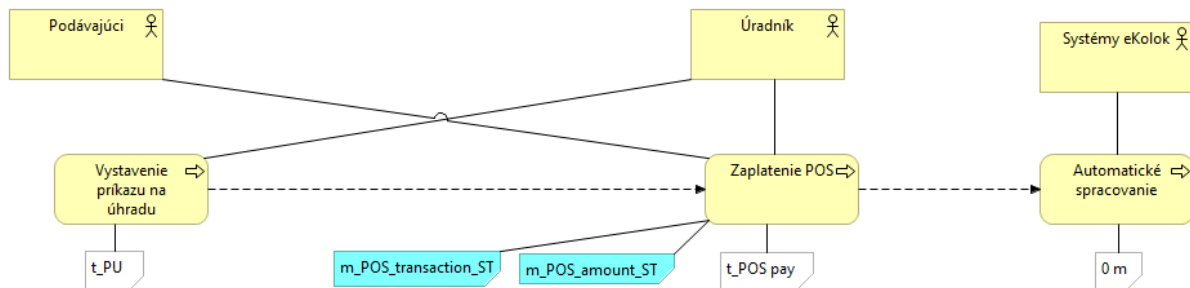 Podávajúci
Úradník
Systémy eKolok
Vystavenie
príkazu na
úhradu
Zaplatenie POS
Automatické
spracovanie
t_PU
m_POS_transaction_ST
m_POS_amount_ST
t_POS pay
0 m